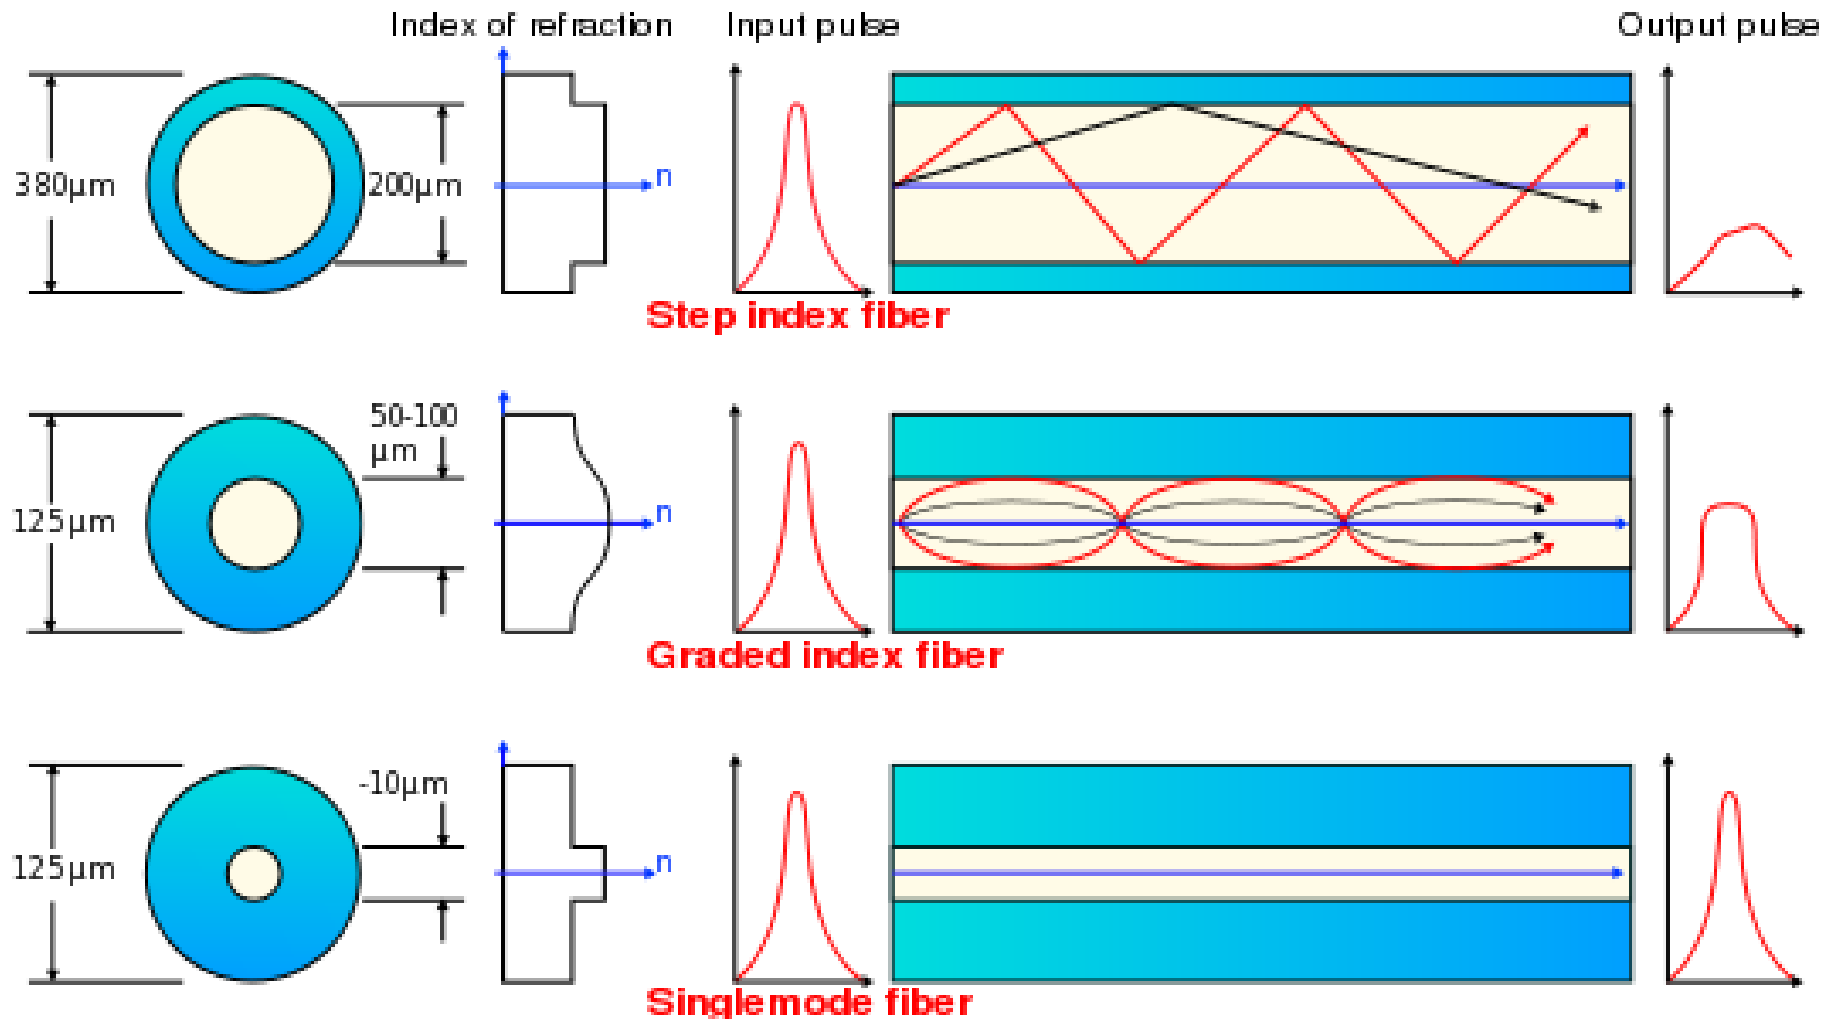 Index of refraction
Input pulse
Output pulse
380μm
200μm
n
Step index fiber
50-100
μm
125μm
n
Graded index fiber
-10μm
125μm
n
Singlemode fiber